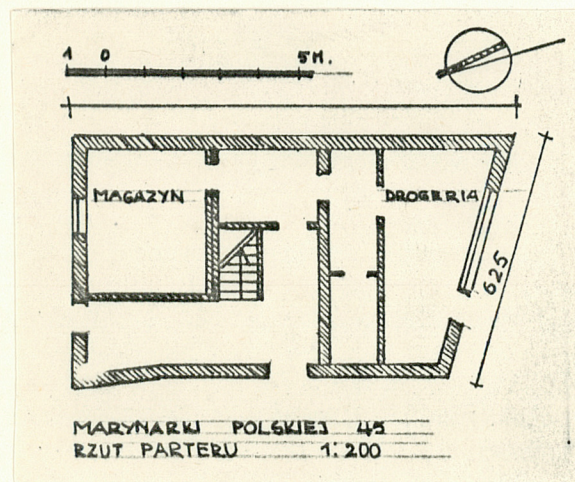 1 0 5M.
MAGAZYN
DROGERIA
625
MARYNARKI POLSKIEJ 45
RZUT PARTERU 1:200